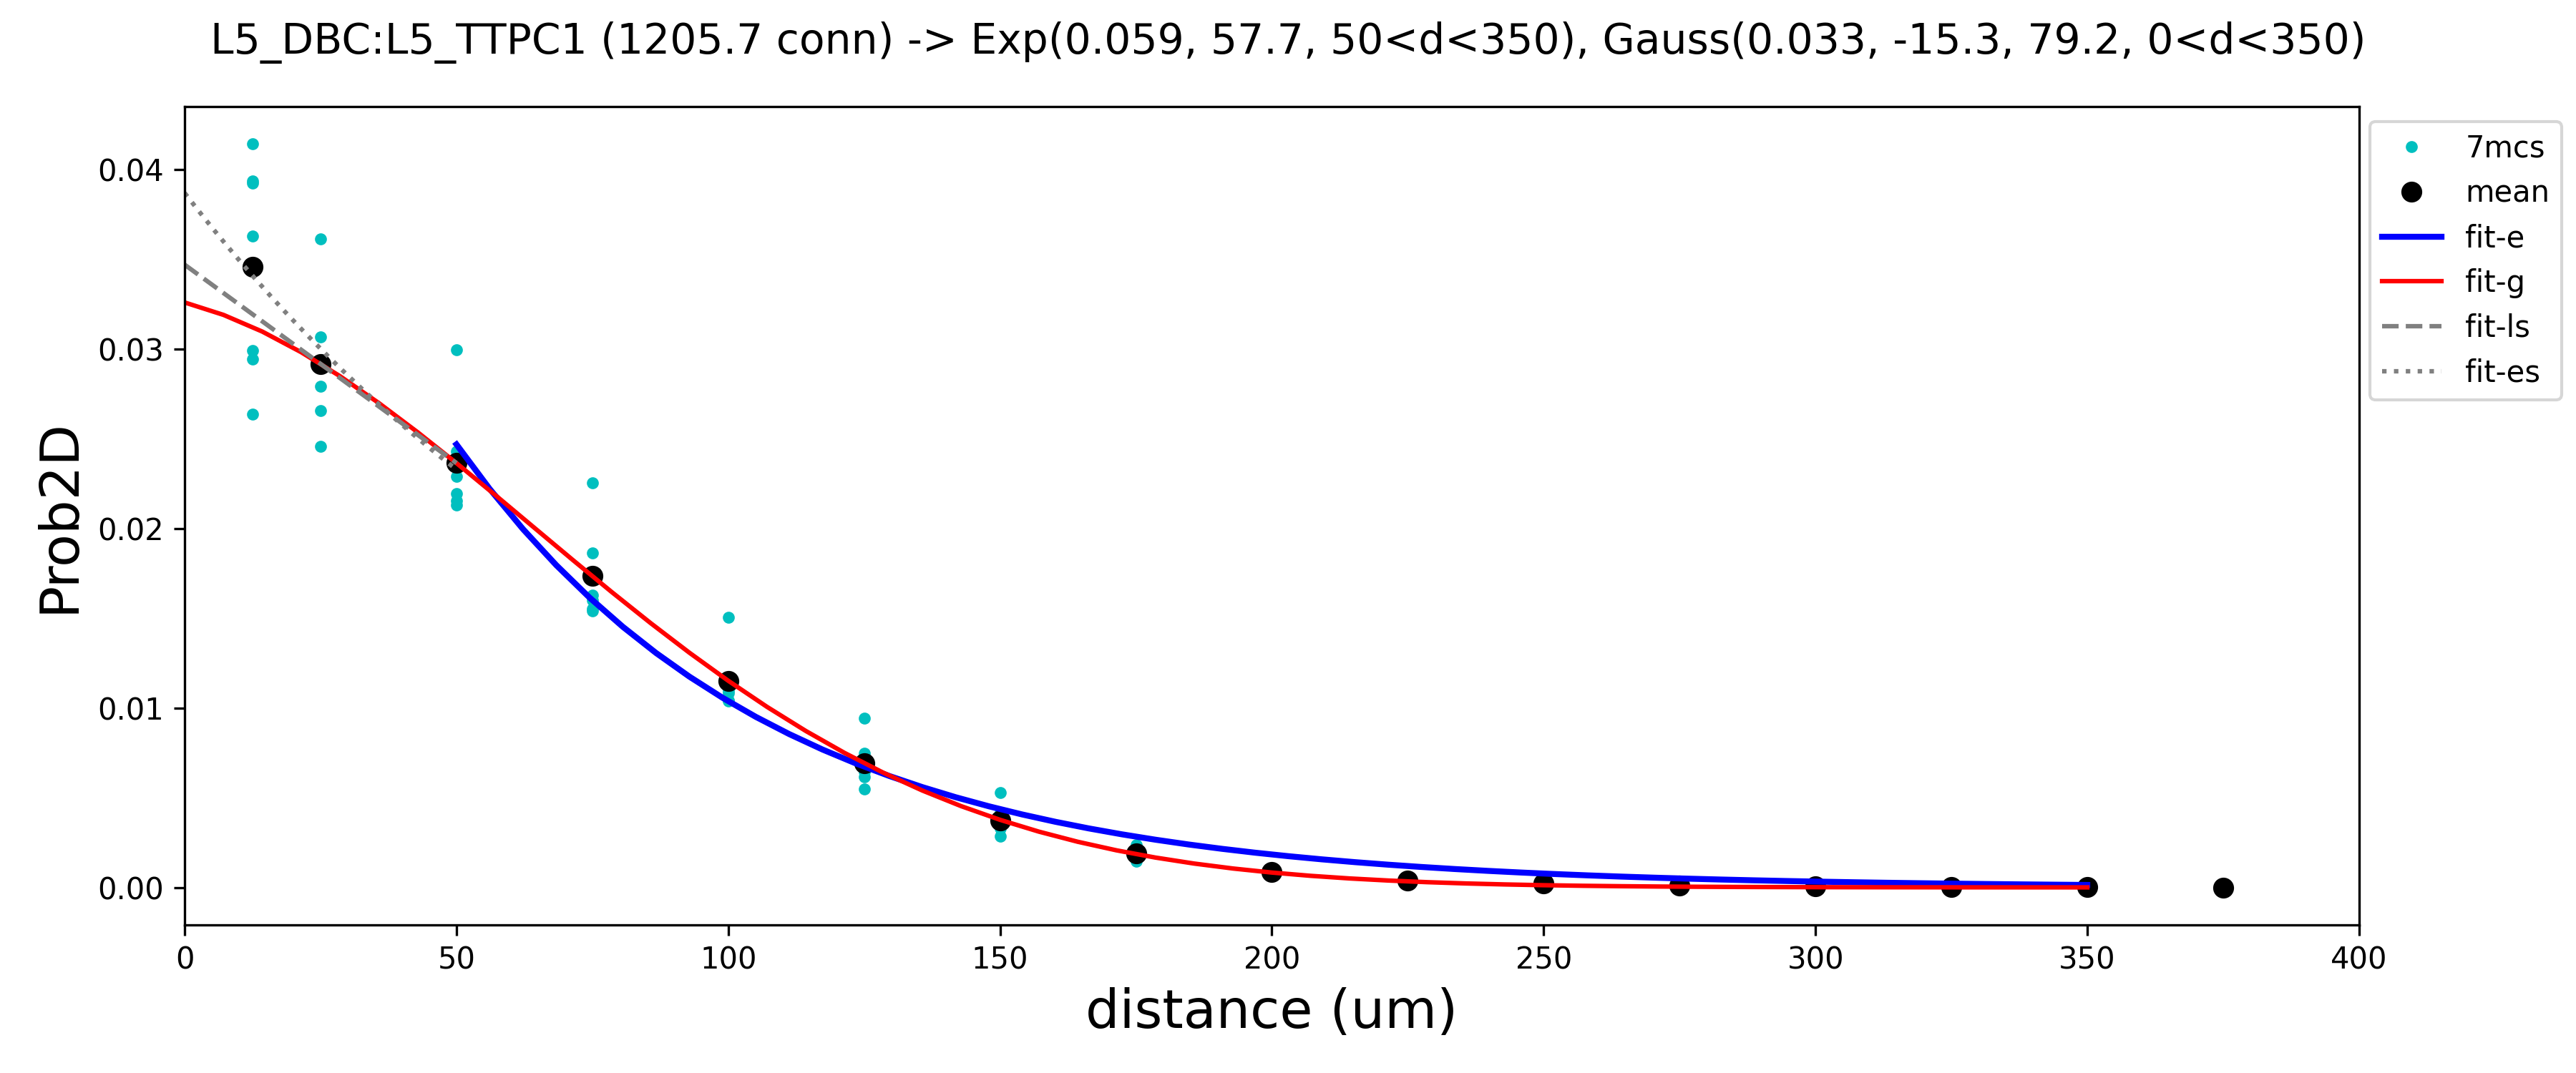 L5_DBC:L5_TTPC1 (1205.7 conn) -> Exp(0.059, 57.7, 50<d<350), Gauss(0.033, -15.3, 79.2, 0<d<350)
7mcs
mean
fit-e
fit-g
fit-ls
fit-es
Prob2D
0.04
0.03
0.02
0.01
0.00
0 50 100 150 200 250 300 350 400
distance (um)